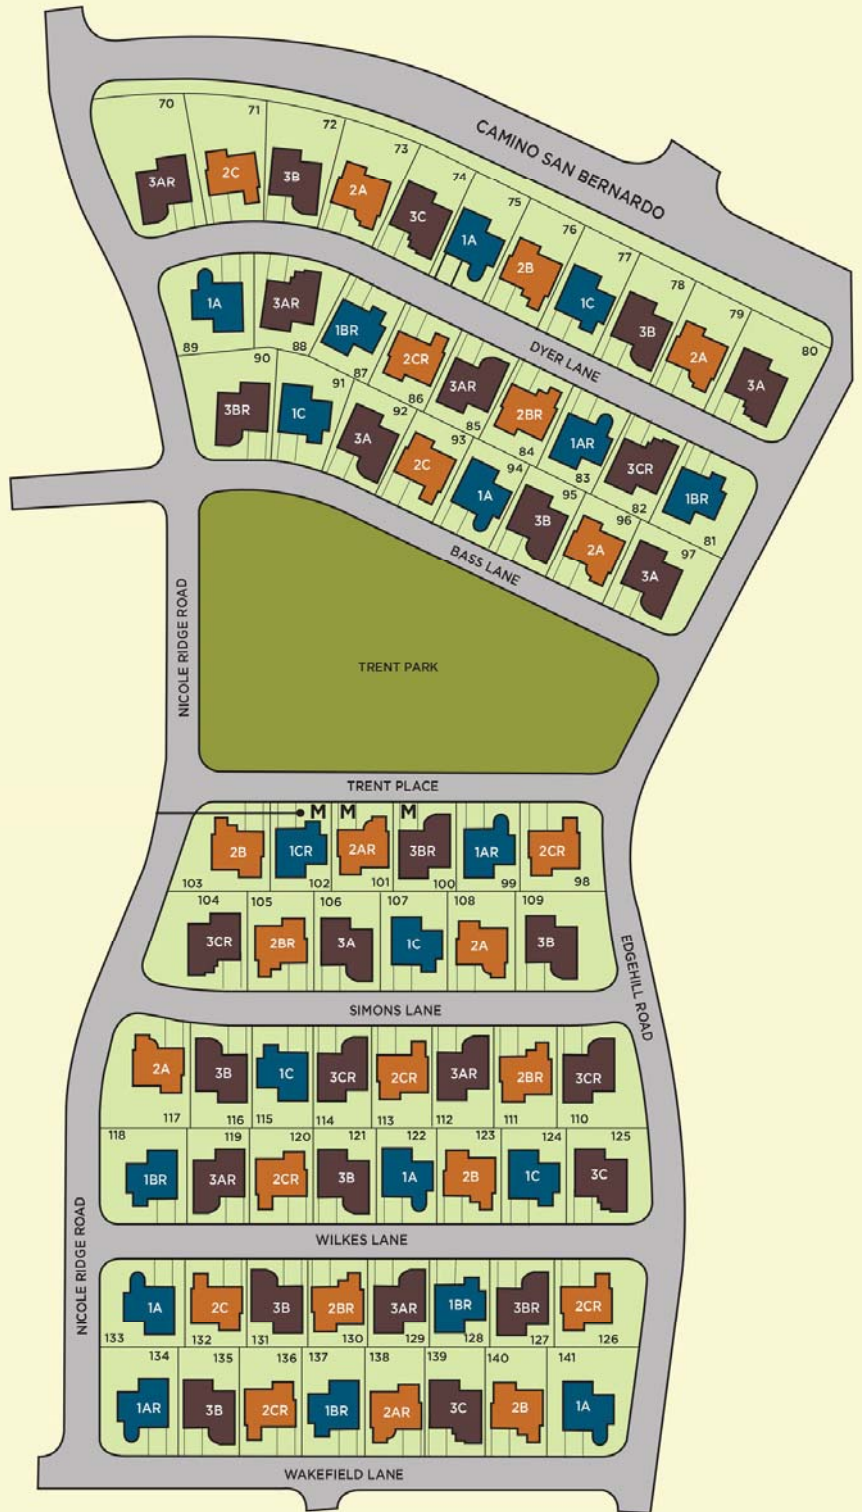 CAMINO SAN BERNARDO
70 71 72 73 74 75 76 77 78 79 80
3AR 2C 3B 2A 3C 1A 2B 1C 3B 2A 3A
DYER LANE
1A 3AR 1BR 2CR 3AR 2BR 1AR 3CR 1BR
89 88 87 86 85 84 83 82 81
90 91 92 93 94 95 96 97
3BR 1C 3A 2C 1A 3B 2A 3A
BASS LANE
NICOLE RIDGE ROAD
TRENT PARK
TRENT PLACE
M M M
2B 1CR 2AR 3BR 1AR 2CR
103 102 101 100 99 98
104 105 106 107 108 109
3CR 2BR 3A 1C 2A 3B
EDGEHILL ROAD
SIMONS LANE
2A 3B 1C 3CR 2CR 3AR 2BR 3CR
117 116 115 114 113 112 111 110
118 119 120 121 122 123 124 125
1BR 3AR 2CR 3B 1A 2B 1C 3C
NICOLE RIDGE ROAD
WILKES LANE
1A 2C 3B 2BR 3AR 1BR 3BR 2CR
133 132 131 130 129 128 127 126
134 135 136 137 138 139 140 141
1AR 3B 2CR 1BR 2AR 3C 2B 1A
WAKEFIELD LANE